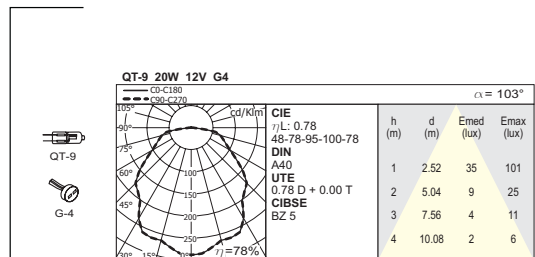 QT-9 20W 12V G4
C0-C180
C90-C270
α = 103°
105°
cd/Klm
90°
75°
60°
45°
30°
15°
0°
100
150
200
250
η=78%
CIE
ηL: 0.78
48-78-95-100-78
DIN
A40
UTE
0.78 D + 0.00 T
CIBSE
BZ 5
h d Emed Emax
(m) (m) (lux) (lux)
1 2.52 35 101
2 5.04 9 25
3 7.56 4 11
4 10.08 2 6
QT-9
G-4